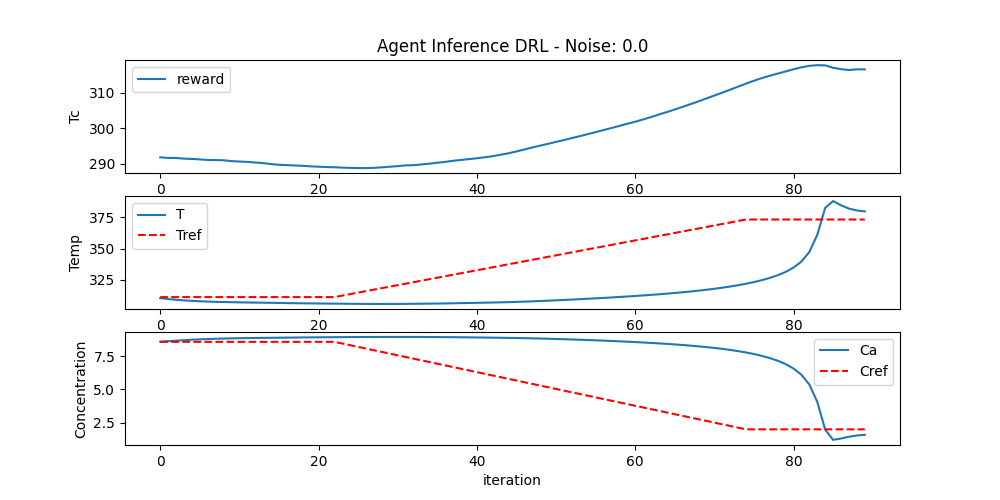 Agent Inference DRL - Noise: 0.0
reward
Tc
310
300
290
0 20 40 60 80
T
Tref
Temp
375
350
325
0 20 40 60 80
Ca
Cref
Concentration
7.5
5.0
2.5
0 20 40 60 80
iteration